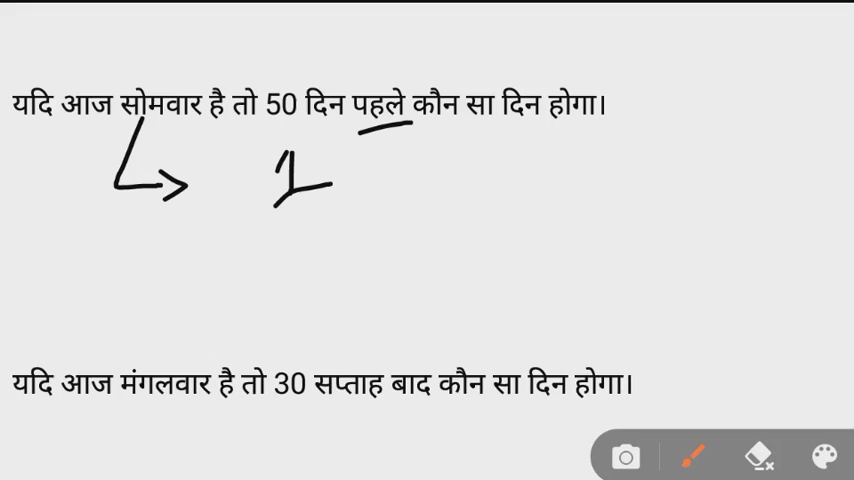 यदि आज सोमवार है तो 50 दिन पहले कौन सा दिन होगा।
1
यदि आज मंगलवार है तो 30 सप्ताह बाद कौन सा दिन होगा।